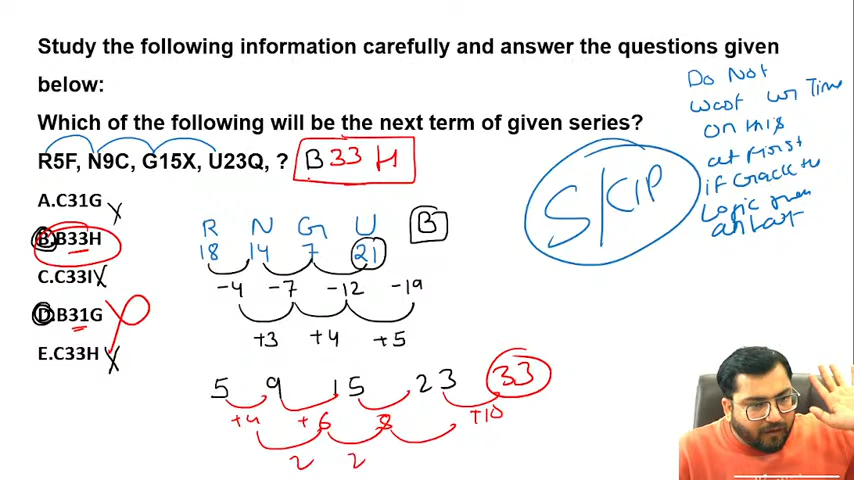 Study the following information carefully and answer the questions given
below:
Which of the following will be the next term of given series?
R5F, N9C, G15X, U23Q, ? B33H
A.C31G
B.B33H
C.C33I
D.B31G
E.C33H
R N G U B
18 14 7 21
-4 -7 -12 -19
+3 +4 +5
5 9 15 23 33
+4 +6 8 +10
2 2
SKIP
Do Not
wast ur Time
on this
at first
if crack the
Logic then